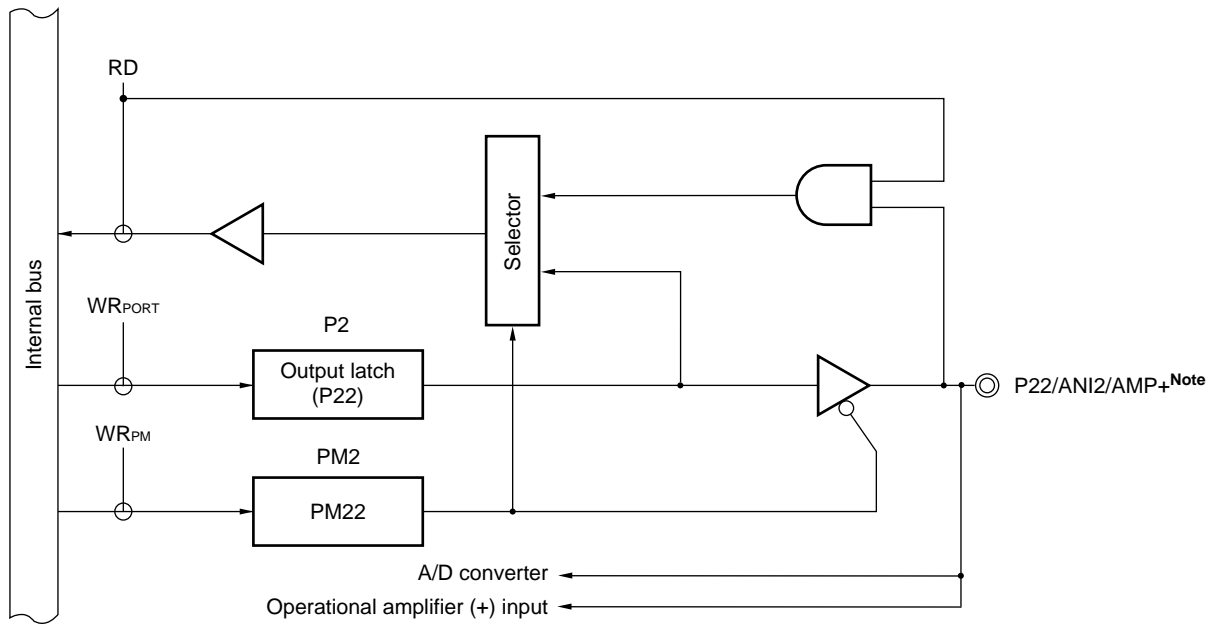 RD
Selector
Internal bus
WRPORT
P2
Output latch
(P22)
P22/ANI2/AMP+Note
WRPM
PM2
PM22
A/D converter
Operational amplifier (+) input